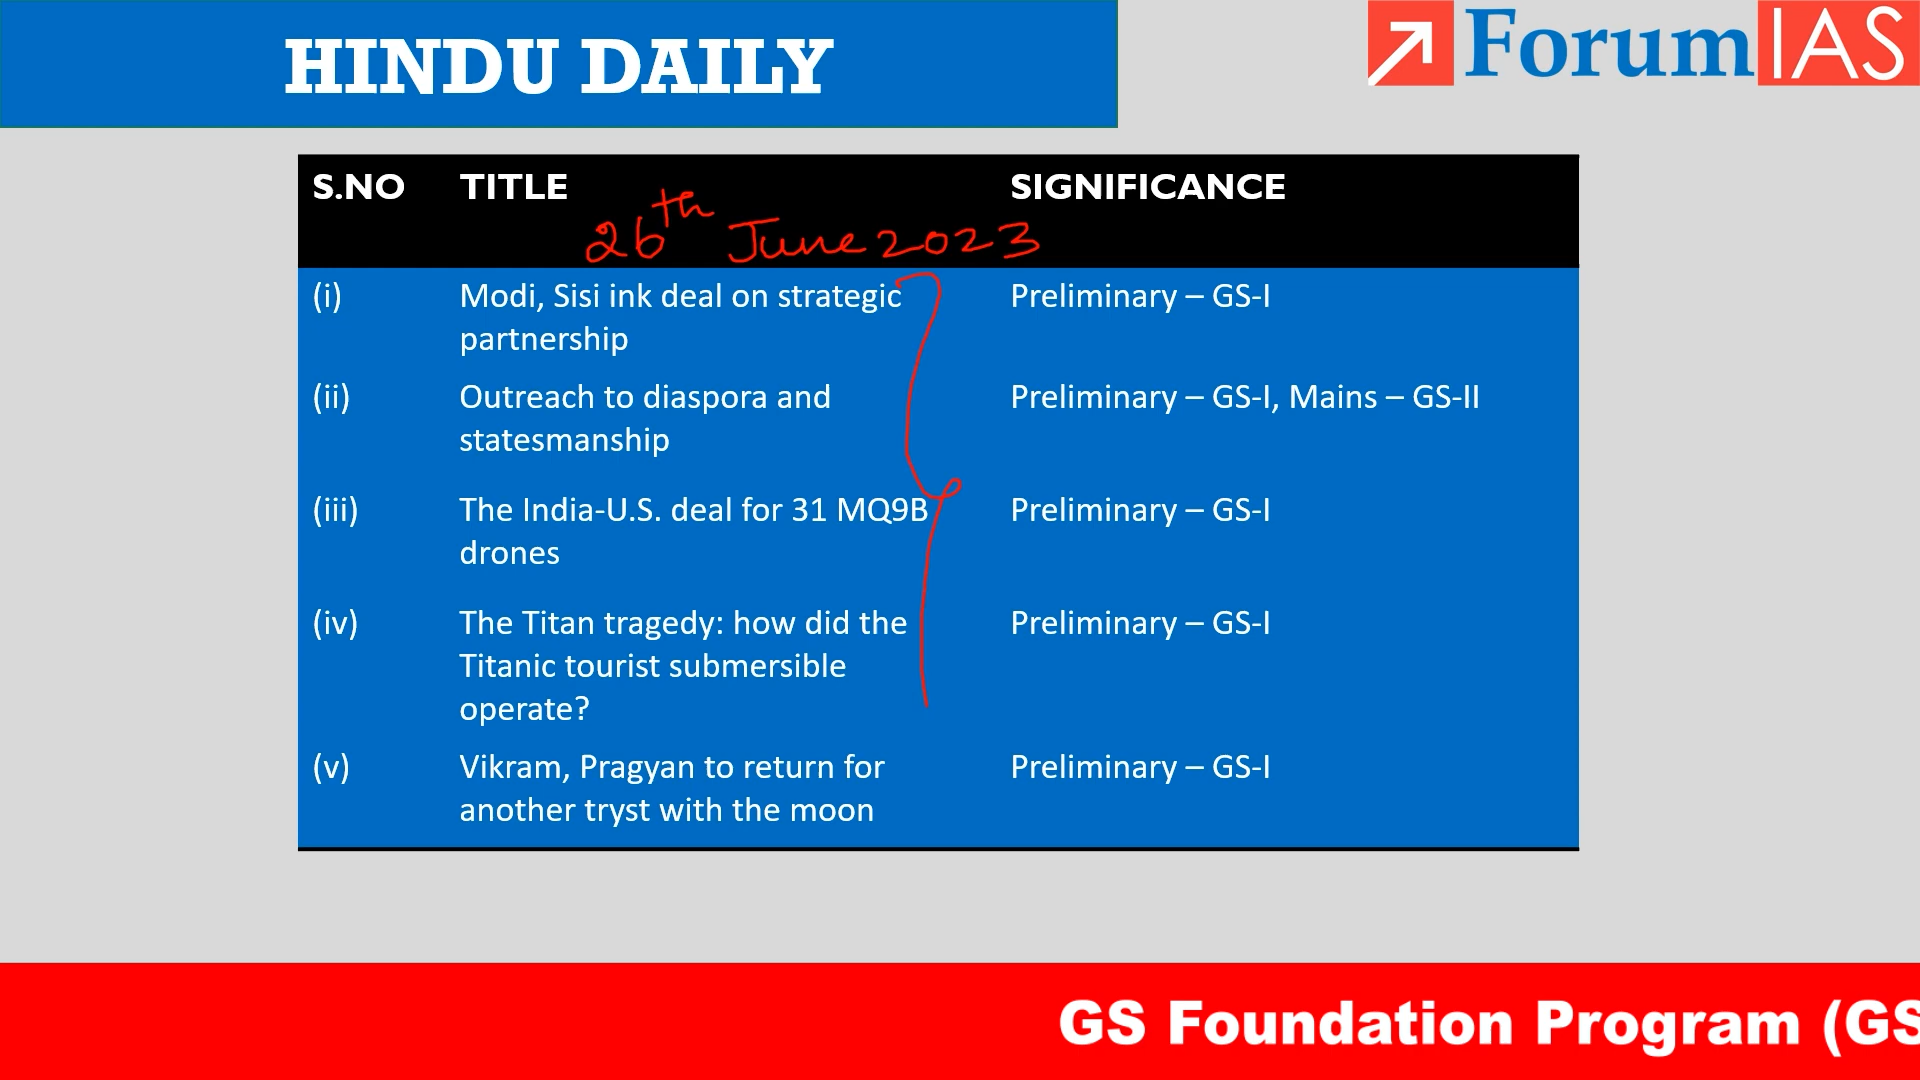 HINDU DAILY
ForumIAS
S.NO TITLE SIGNIFICANCE
26th June 2023
(i) Modi, Sisi ink deal on strategic Preliminary – GS-I
partnership
(ii) Outreach to diaspora and Preliminary – GS-I, Mains – GS-II
statesmanship
(iii) The India-U.S. deal for 31 MQ9B Preliminary – GS-I
drones
(iv) The Titan tragedy: how did the Preliminary – GS-I
Titanic tourist submersible
operate?
(v) Vikram, Pragyan to return for Preliminary – GS-I
another tryst with the moon
GS Foundation Program (GS